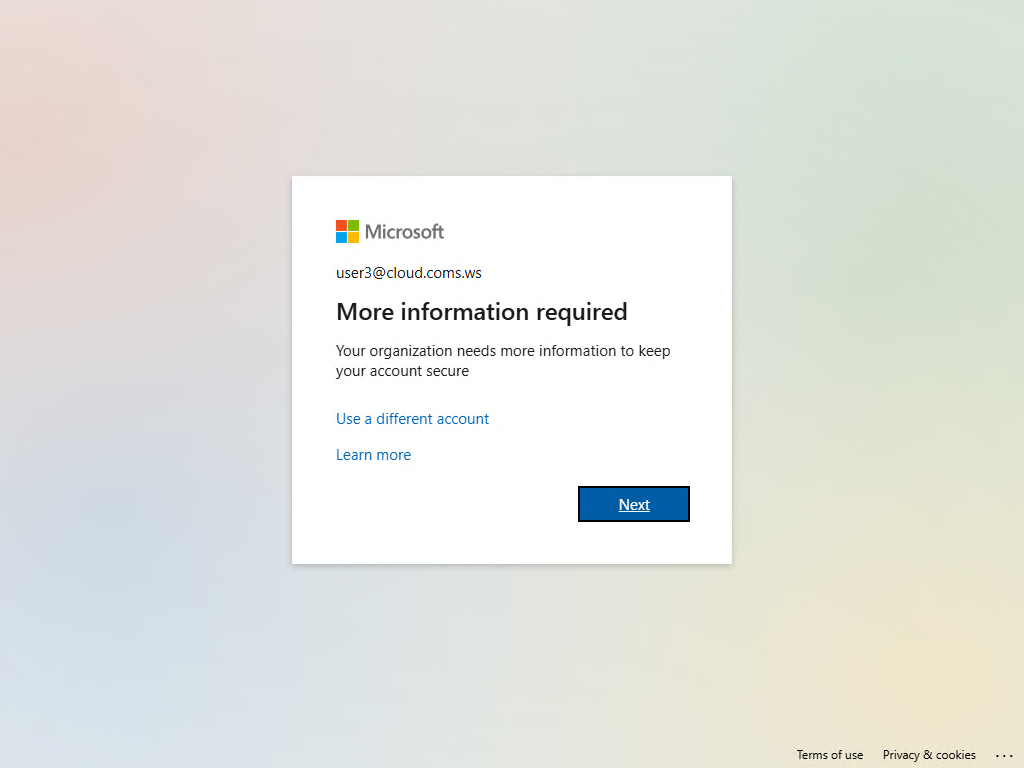 Microsoft
user3@cloud.coms.ws
More information required
Your organization needs more information to keep
your account secure
Use a different account
Learn more
Next
Terms of use Privacy & cookies ...